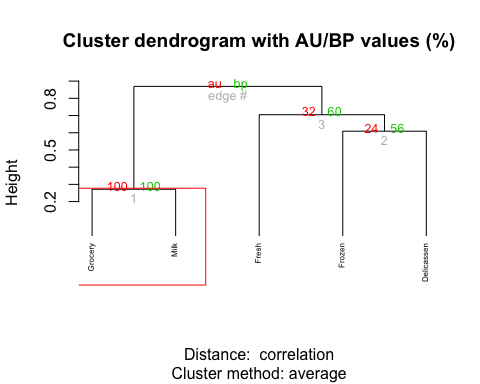 Cluster dendrogram with AU/BP values (%)
au bp
edge #
32 60
3
24 56
2
100 100
1
Height
0.8
0.5
0.2
Grocery
Milk
Fresh
Frozen
Delicassen
Distance: correlation
Cluster method: average